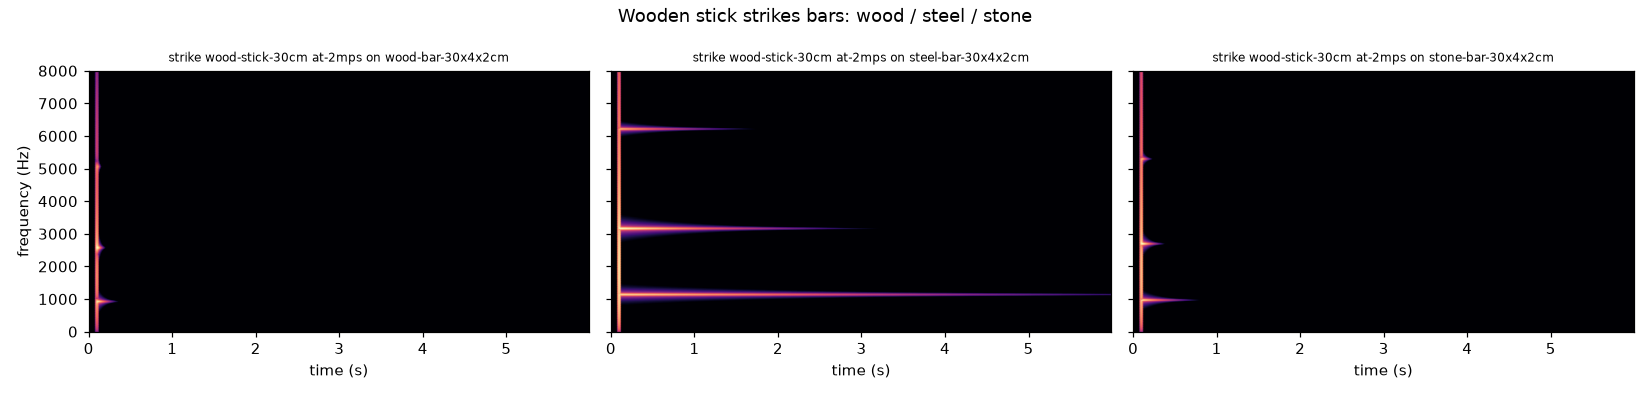 Wooden stick strikes bars: wood / steel / stone
strike wood-stick-30cm at-2mps on wood-bar-30x4x2cm
strike wood-stick-30cm at-2mps on steel-bar-30x4x2cm
strike wood-stick-30cm at-2mps on stone-bar-30x4x2cm
frequency (Hz)
8000
7000
6000
5000
4000
3000
2000
1000
0
0 1 2 3 4 5
0 1 2 3 4 5
0 1 2 3 4 5
time (s)
time (s)
time (s)